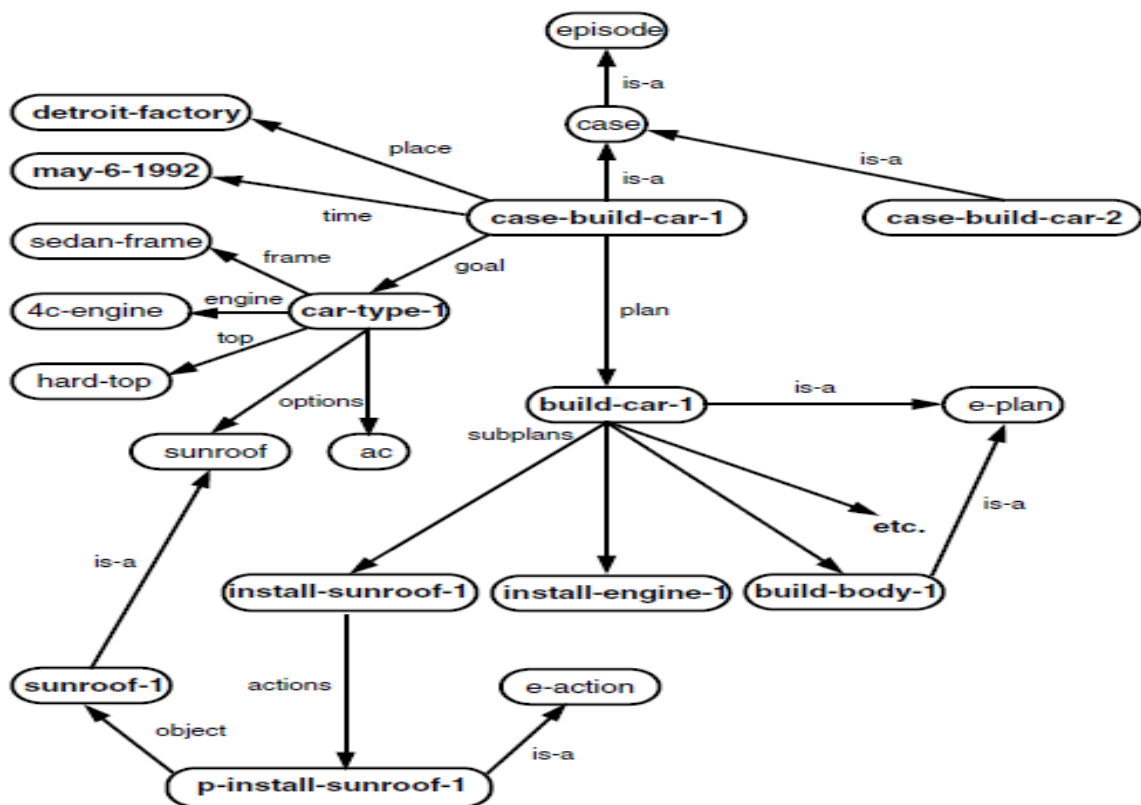 episode
is-a
detroit-factory
case
place
is-a
may-6-1992
is-a
time
case-build-car-1
case-build-car-2
sedan-frame
frame
goal
4c-engine
engine
car-type-1
plan
top
hard-top
options
build-car-1
is-a
e-plan
subplans
sunroof
ac
is-a
etc.
is-a
install-sunroof-1
install-engine-1
build-body-1
sunroof-1
actions
e-action
object
is-a
p-install-sunroof-1